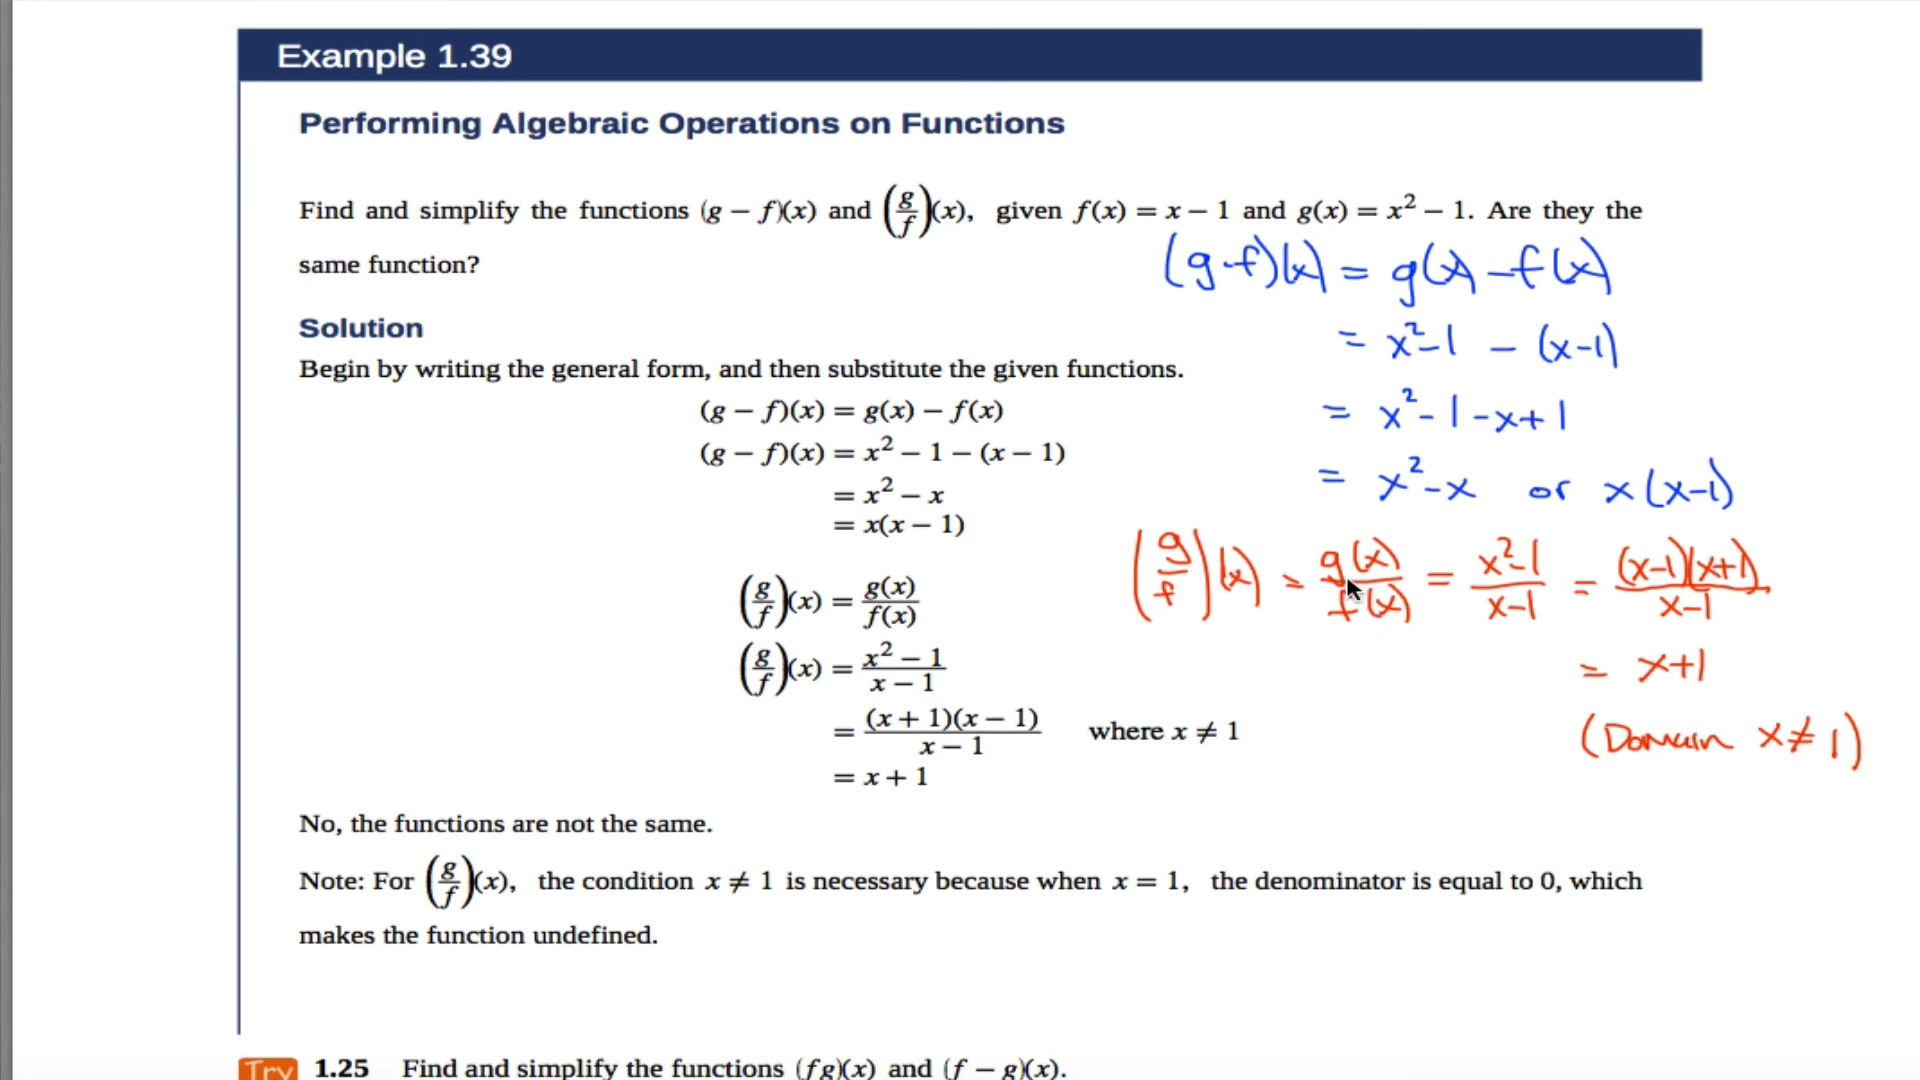 Example 1.39
Performing Algebraic Operations on Functions
Find and simplify the functions (g − f)(x) and (g/f)(x), given f(x) = x − 1 and g(x) = x² − 1. Are they the
same function?
(g-f)(x) = g(x) − f(x)
= x²-1 − (x-1)
= x²-1-x+1
= x²-x or x(x-1)
Solution
Begin by writing the general form, and then substitute the given functions.
(g − f)(x) = g(x) − f(x)
(g − f)(x) = x² − 1 − (x − 1)
= x² − x
= x(x − 1)
(g/f)(x) = g(x)/f(x)
(g/f)(x) = (x² − 1)/(x − 1)
= (x + 1)(x − 1)/(x − 1) where x ≠ 1
= x + 1
(g/f)(x) = g(x)/f(x) = (x²-1)/(x-1) = (x-1)(x+1)/(x-1)
= x+1
(Domain x≠1)
No, the functions are not the same.
Note: For (g/f)(x), the condition x ≠ 1 is necessary because when x = 1, the denominator is equal to 0, which
makes the function undefined.
Try 1.25 Find and simplify the functions (fg)(x) and (f − g)(x).